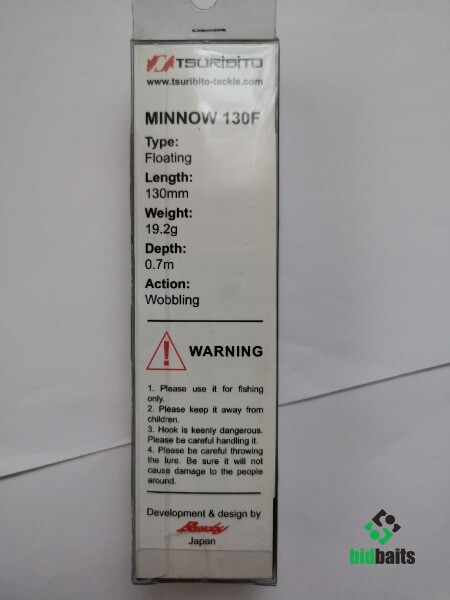 TSURIBITO
www.tsuribito-tackle.com
MINNOW 130F
Type:
Floating
Length:
130mm
Weight:
19.2g
Depth:
0.7m
Action:
Wobbling
WARNING
1. Please use it for fishing
only.
2. Please keep it away from
children.
3. Hook is keenly dangerous.
Please be careful handling it.
4. Please be careful throwing
the lure. Be sure it will not
cause damage to the people
around.
Development & design by
Japan
bidbaits